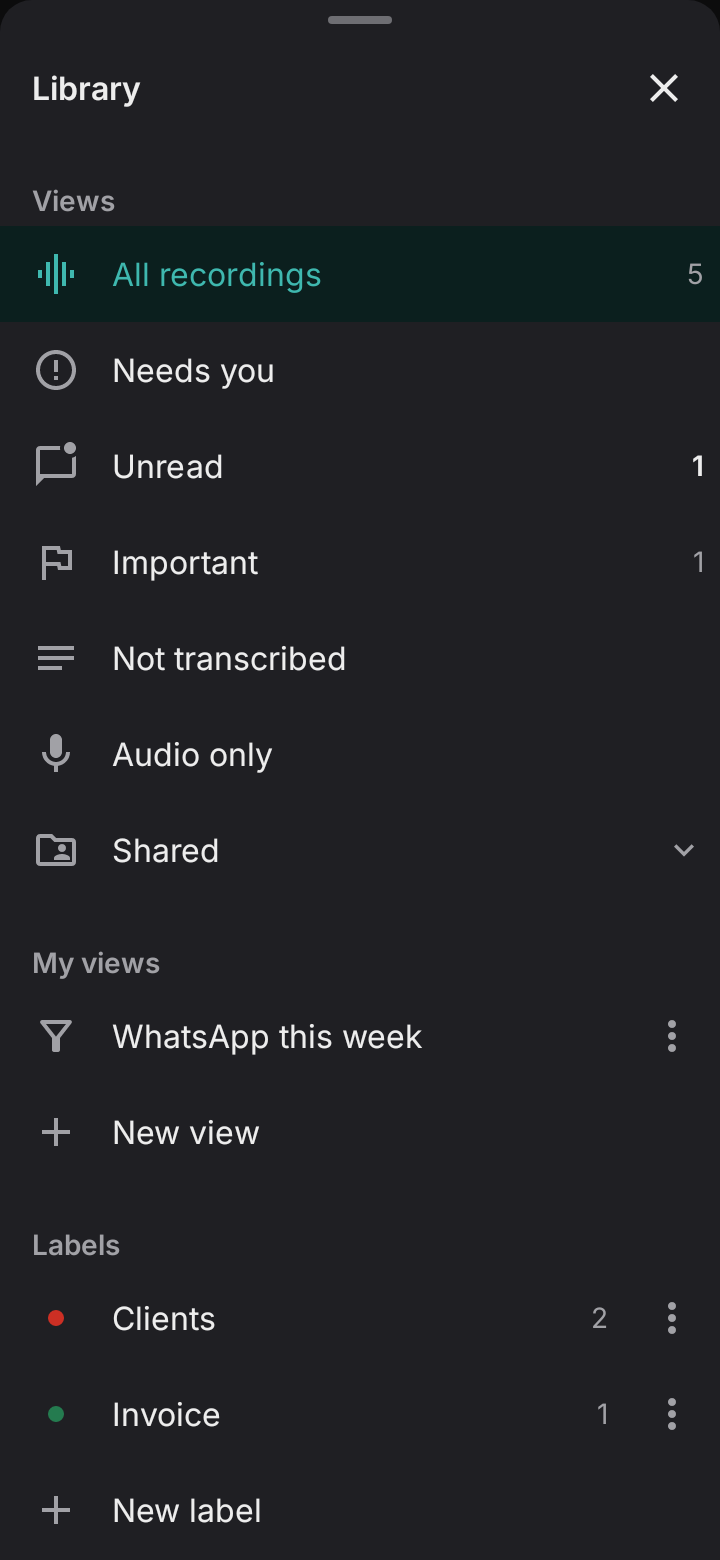 Library
Views
All recordings 5
Needs you
Unread 1
Important 1
Not transcribed
Audio only
Shared
My views
WhatsApp this week
New view
Labels
Clients 2
Invoice 1
New label